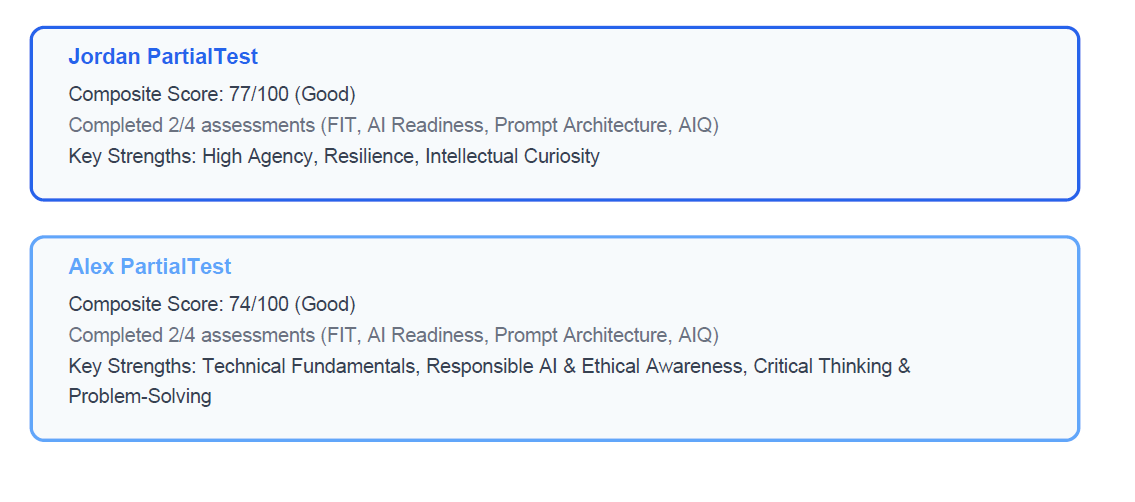 Jordan PartialTest
Composite Score: 77/100 (Good)
Completed 2/4 assessments (FIT, AI Readiness, Prompt Architecture, AIQ)
Key Strengths: High Agency, Resilience, Intellectual Curiosity
Alex PartialTest
Composite Score: 74/100 (Good)
Completed 2/4 assessments (FIT, AI Readiness, Prompt Architecture, AIQ)
Key Strengths: Technical Fundamentals, Responsible AI & Ethical Awareness, Critical Thinking &
Problem-Solving